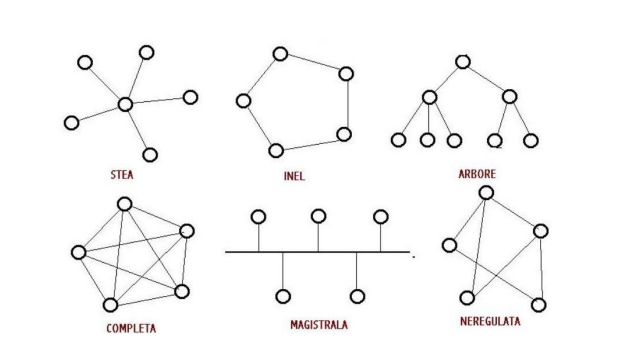 STEA
INEL
ARBORE
COMPLETA
MAGISTRALA
NEREGULATA